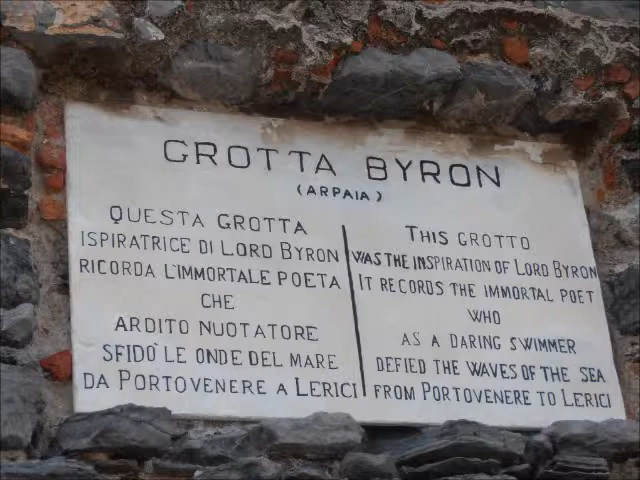 GROTTA BYRON
(ARPAIA)
QUESTA GROTTA
ISPIRATRICE DI LORD BYRON
RICORDA L'IMMORTALE POETA
CHE
ARDITO NUOTATORE
SFIDÒ LE ONDE DEL MARE
DA PORTOVENERE A LERICI
THIS GROTTO
WAS THE INSPIRATION OF LORD BYRON
IT RECORDS THE IMMORTAL POET
WHO
AS A DARING SWIMMER
DEFIED THE WAVES OF THE SEA
FROM PORTOVENERE TO LERICI